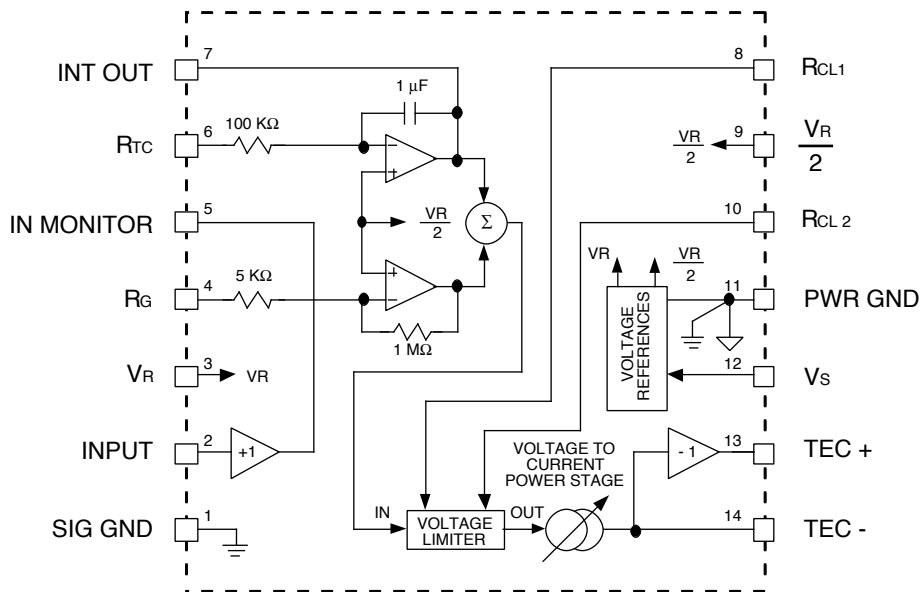 7
INT OUT
8
RCL1
1 µF
100 KΩ
6
RTC
−
+
VR
2
9
VR
2
5
IN MONITOR
VR
2
Σ
10
RCL 2
5 KΩ
4
RG
+
−
1 MΩ
VR
VR
2
11
PWR GND
VOLTAGE
REFERENCES
3
VR
VR
12
VS
2
INPUT
+1
VOLTAGE TO
CURRENT
POWER STAGE
- 1
13
TEC +
1
SIG GND
IN
VOLTAGE
LIMITER
OUT
14
TEC -